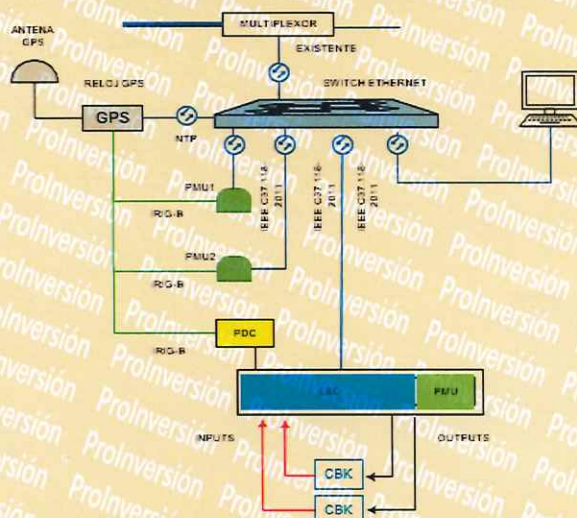 MULTIPLEXOR
ANTENA
GPS
EXISTENTE
RELOJ GPS
SWITCH ETHERNET
GPS
NTP
PMU1
IEEE C37.118-
2011
IEEE C37.118-
2011
IEEE C37.118-
2011
IRIG-B
PMU2
IRIG-B
PDC
IRIG-B
PMU
INPUTS
OUTPUTS
CBK
CBK
ProInversión